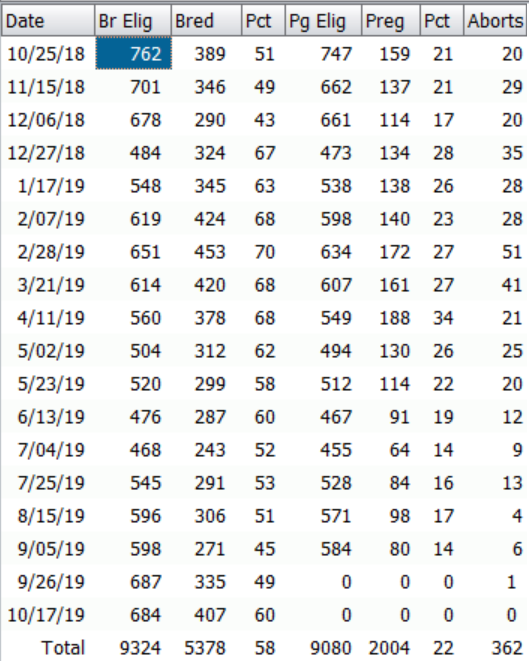 Date Br Elig Bred Pct Pg Elig Preg Pct Aborts
10/25/18 762 389 51 747 159 21 20
11/15/18 701 346 49 662 137 21 29
12/06/18 678 290 43 661 114 17 20
12/27/18 484 324 67 473 134 28 35
1/17/19 548 345 63 538 138 26 28
2/07/19 619 424 68 598 140 23 28
2/28/19 651 453 70 634 172 27 51
3/21/19 614 420 68 607 161 27 41
4/11/19 560 378 68 549 188 34 21
5/02/19 504 312 62 494 130 26 25
5/23/19 520 299 58 512 114 22 20
6/13/19 476 287 60 467 91 19 12
7/04/19 468 243 52 455 64 14 9
7/25/19 545 291 53 528 84 16 13
8/15/19 596 306 51 571 98 17 4
9/05/19 598 271 45 584 80 14 6
9/26/19 687 335 49 0 0 0 1
10/17/19 684 407 60 0 0 0 0
Total 9324 5378 58 9080 2004 22 362